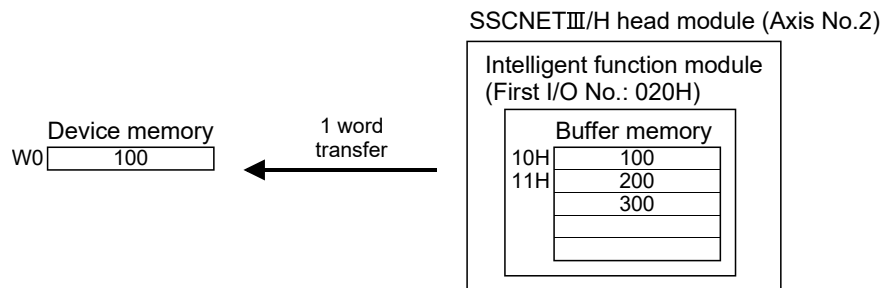 SSCNETⅢ/H head module (Axis No.2)
Intelligent function module
(First I/O No.: 020H)
Device memory
1 word
transfer
Buffer memory
W0 100
10H 100
11H 200
300